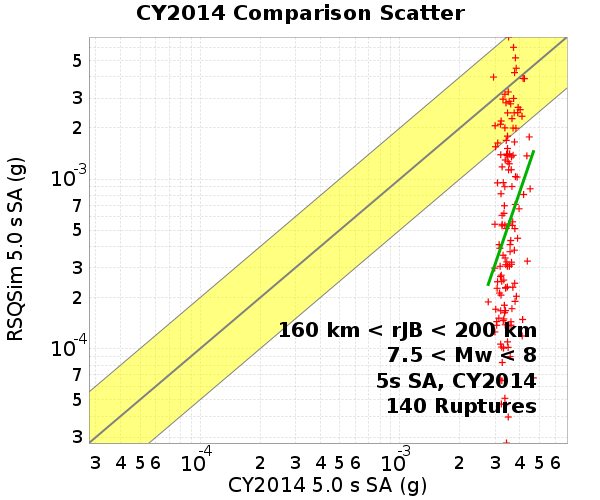 CY2014 Comparison Scatter
RSQSim 5.0 s SA (g)
5
3
2
10-3
7
5
3
2
10-4
7
5
3
160 km < rJB < 200 km
7.5 < Mw < 8
5s SA, CY2014
140 Ruptures
3 4 5 6 10-4 2 3 4 5 6 10-3 2 3 4 5 6
CY2014 5.0 s SA (g)